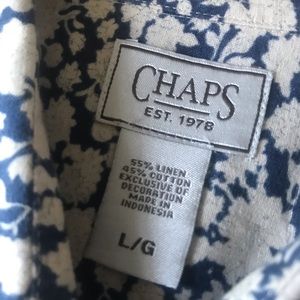 CHAPS
EST. 1978
55% LINEN
45% COTTON
EXCLUSIVE OF
DECORATION
MADE IN
INDONESIA
L/G